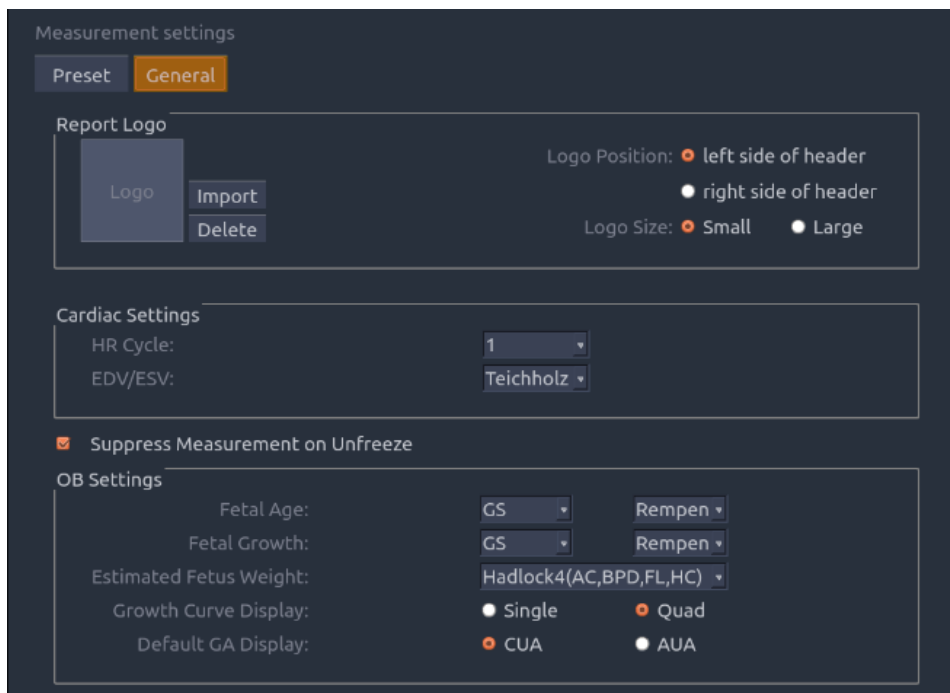 Measurement settings
Preset General
Report Logo
Logo
Import
Delete
Logo Position: left side of header
right side of header
Logo Size: Small Large
Cardiac Settings
HR Cycle: 1
EDV/ESV: Teichholz
Suppress Measurement on Unfreeze
OB Settings
Fetal Age: GS Rempen
Fetal Growth: GS Rempen
Estimated Fetus Weight: Hadlock4(AC,BPD,FL,HC)
Growth Curve Display: Single Quad
Default GA Display: CUA AUA